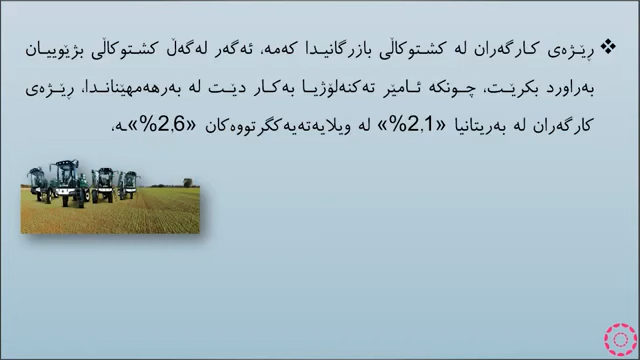 ❖ ڕێژەی کارگەران لە کشتوکاڵی بازرگانیدا کەمە، ئەگەر لەگەڵ کشتوکاڵی بژێوییان
بەراورد بکرێت، چونکە ئامێر تەکنەلۆژیا بەکار دێت لە بەرهەمهێناندا، ڕێژەی
کارگەران لە بەریتانیا «2,1%» لە ویلایەتەیەکگرتووەکان «2,6%»ـە،